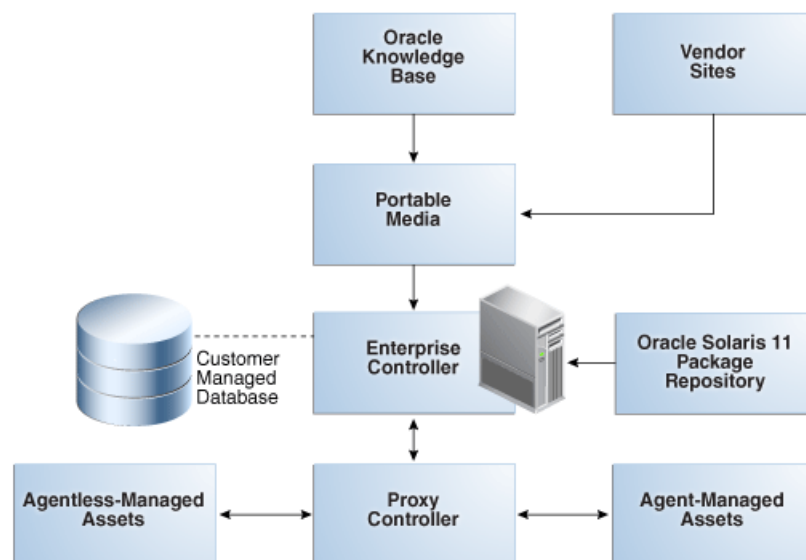 Oracle
Knowledge
Base
Vendor
Sites
Portable
Media
Customer
Managed
Database
Enterprise
Controller
Oracle Solaris 11
Package
Repository
Agentless-Managed
Assets
Proxy
Controller
Agent-Managed
Assets